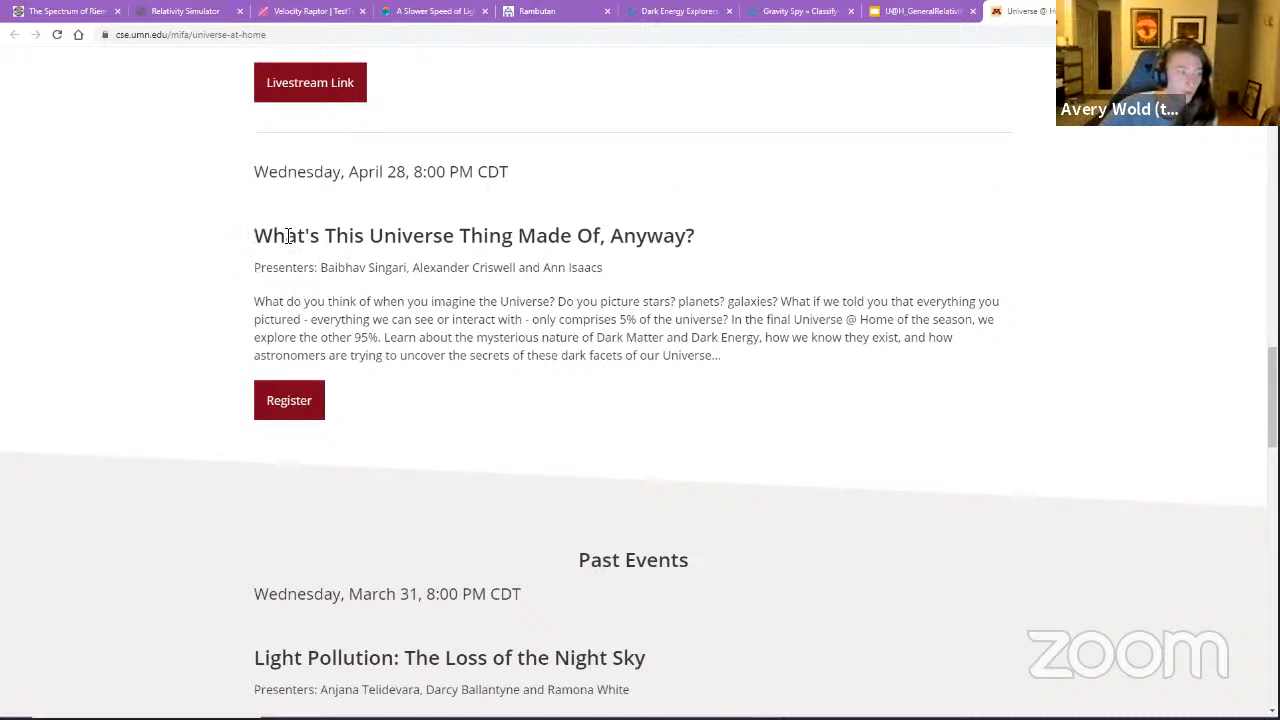 The Spectrum of Riem
Relativity Simulator
Velocity Raptor | TestT
A Slower Speed of Lig
Rambutan
Dark Energy Explorers
Gravity Spy » Classify
U@H_GeneralRelativi
Universe @ H
cse.umn.edu/mifa/universe-at-home
Avery Wold (t...
Livestream Link
Wednesday, April 28, 8:00 PM CDT
What's This Universe Thing Made Of, Anyway?
Presenters: Baibhav Singari, Alexander Criswell and Ann Isaacs
What do you think of when you imagine the Universe? Do you picture stars? planets? galaxies? What if we told you that everything you
pictured - everything we can see or interact with - only comprises 5% of the universe? In the final Universe @ Home of the season, we
explore the other 95%. Learn about the mysterious nature of Dark Matter and Dark Energy, how we know they exist, and how
astronomers are trying to uncover the secrets of these dark facets of our Universe...
Register
Past Events
Wednesday, March 31, 8:00 PM CDT
Light Pollution: The Loss of the Night Sky
Presenters: Anjana Telidevara, Darcy Ballantyne and Ramona White
zoom